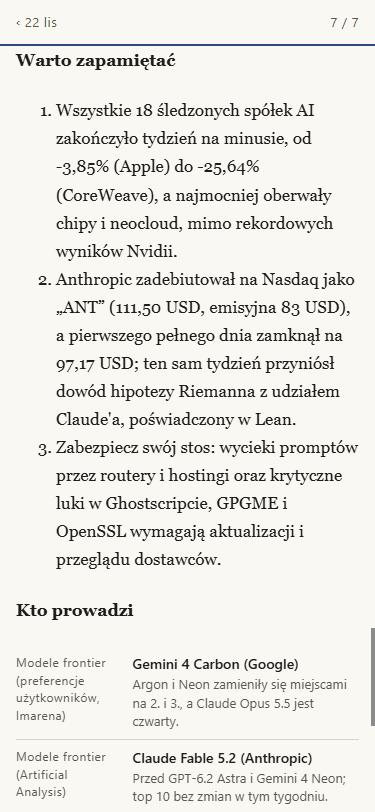 ‹ 22 lis
7 / 7
Warto zapamiętać
1. Wszystkie 18 śledzonych spółek AI
zakończyło tydzień na minusie, od
-3,85% (Apple) do -25,64%
(CoreWeave), a najmocniej oberwały
chipy i neocloud, mimo rekordowych
wyników Nvidii.
2. Anthropic zadebiutował na Nasdaq jako
„ANT” (111,50 USD, emisyjna 83 USD),
a pierwszego pełnego dnia zamknął na
97,17 USD; ten sam tydzień przyniósł
dowód hipotezy Riemanna z udziałem
Claude'a, poświadczony w Lean.
3. Zabezpiecz swój stos: wycieki promptów
przez routery i hostingi oraz krytyczne
luki w Ghostscripcie, GPGME i
OpenSSL wymagają aktualizacji i
przeglądu dostawców.
Kto prowadzi
Modele frontier
(preferencje
użytkowników,
lmarena)
Gemini 4 Carbon (Google)
Argon i Neon zamieniły się miejscami
na 2. i 3., a Claude Opus 5.5 jest
czwarty.
Modele frontier
(Artificial
Analysis)
Claude Fable 5.2 (Anthropic)
Przed GPT-6.2 Astra i Gemini 4 Neon;
top 10 bez zmian w tym tygodniu.